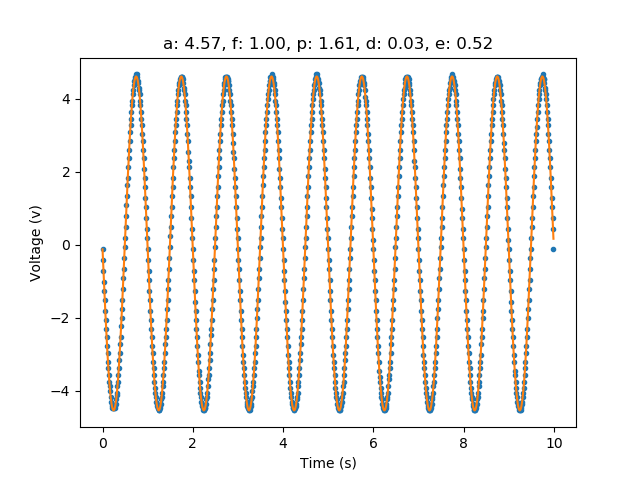 a: 4.57, f: 1.00, p: 1.61, d: 0.03, e: 0.52
Voltage (v)
4
2
0
−2
−4
0 2 4 6 8 10
Time (s)